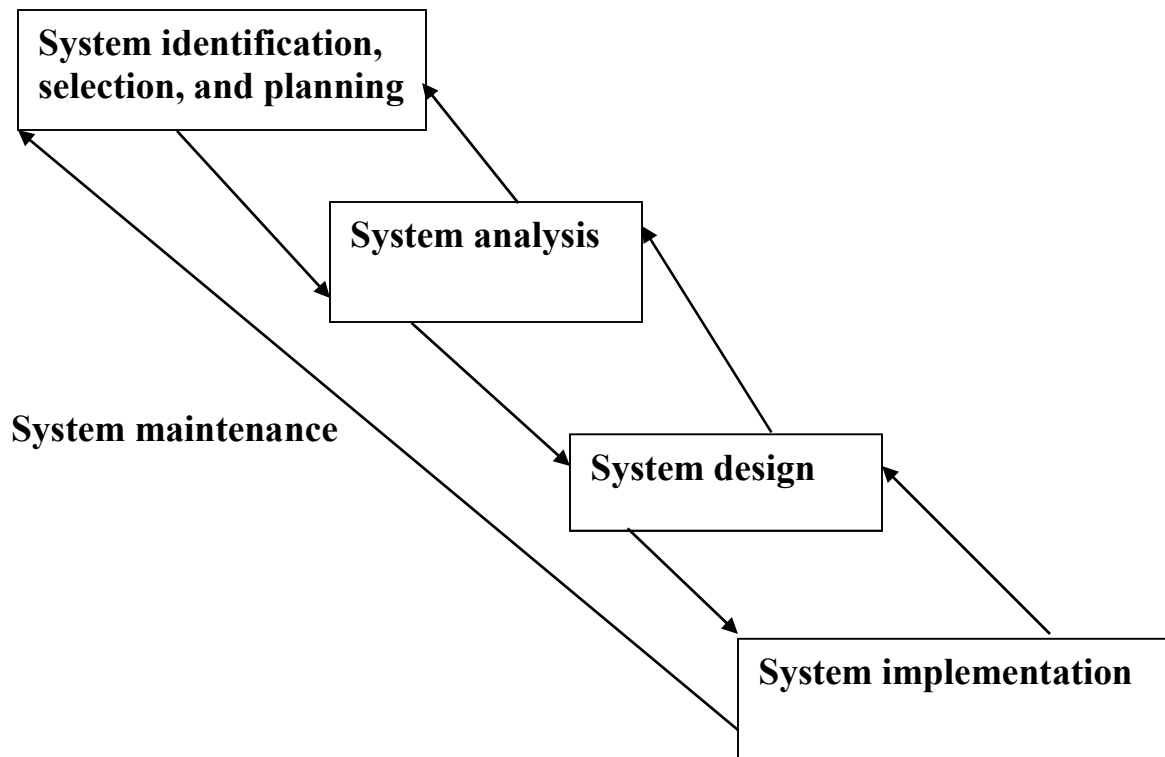 System identification,
selection, and planning
System analysis
System maintenance
System design
System implementation